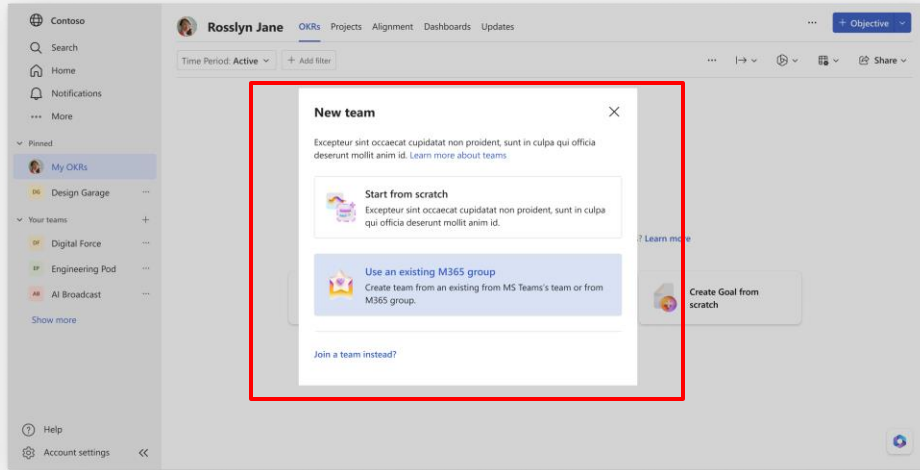 Contoso
Search
Home
Notifications
More
Pinned
My OKRs
DG Design Garage
Your teams
DF Digital Force
EP Engineering Pod
AB AI Broadcast
Show more
Help
Account settings
Rosslyn Jane OKRs Projects Alignment Dashboards Updates
+ Objective
Time Period: Active
+ Add filter
Share
New team
Excepteur sint occaecat cupidatat non proident, sunt in culpa qui officia
deserunt mollit anim id. Learn more about teams
Start from scratch
Excepteur sint occaecat cupidatat non proident, sunt in culpa
qui officia deserunt mollit anim id.
Use an existing M365 group
Create team from an existing from MS Teams's team or from
M365 group.
Join a team instead?
? Learn more
Create Goal from
scratch